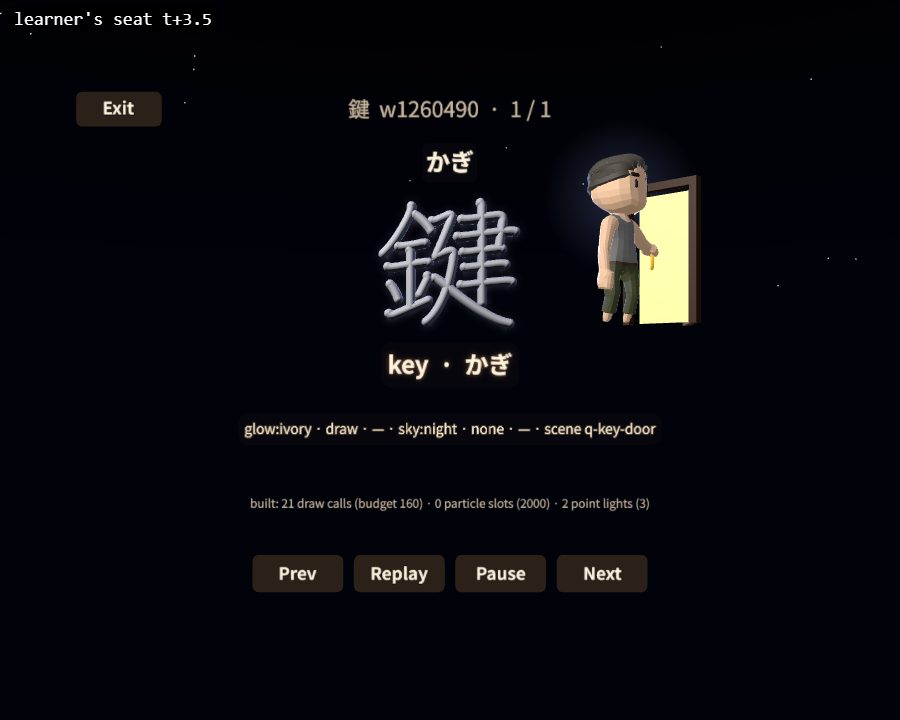 learner's seat t+3.5
Exit
鍵 w1260490 · 1 / 1
かぎ
鍵
key · かぎ
glow:ivory · draw · — · sky:night · none · — · scene q-key-door
built: 21 draw calls (budget 160) · 0 particle slots (2000) · 2 point lights (3)
Prev Replay Pause Next